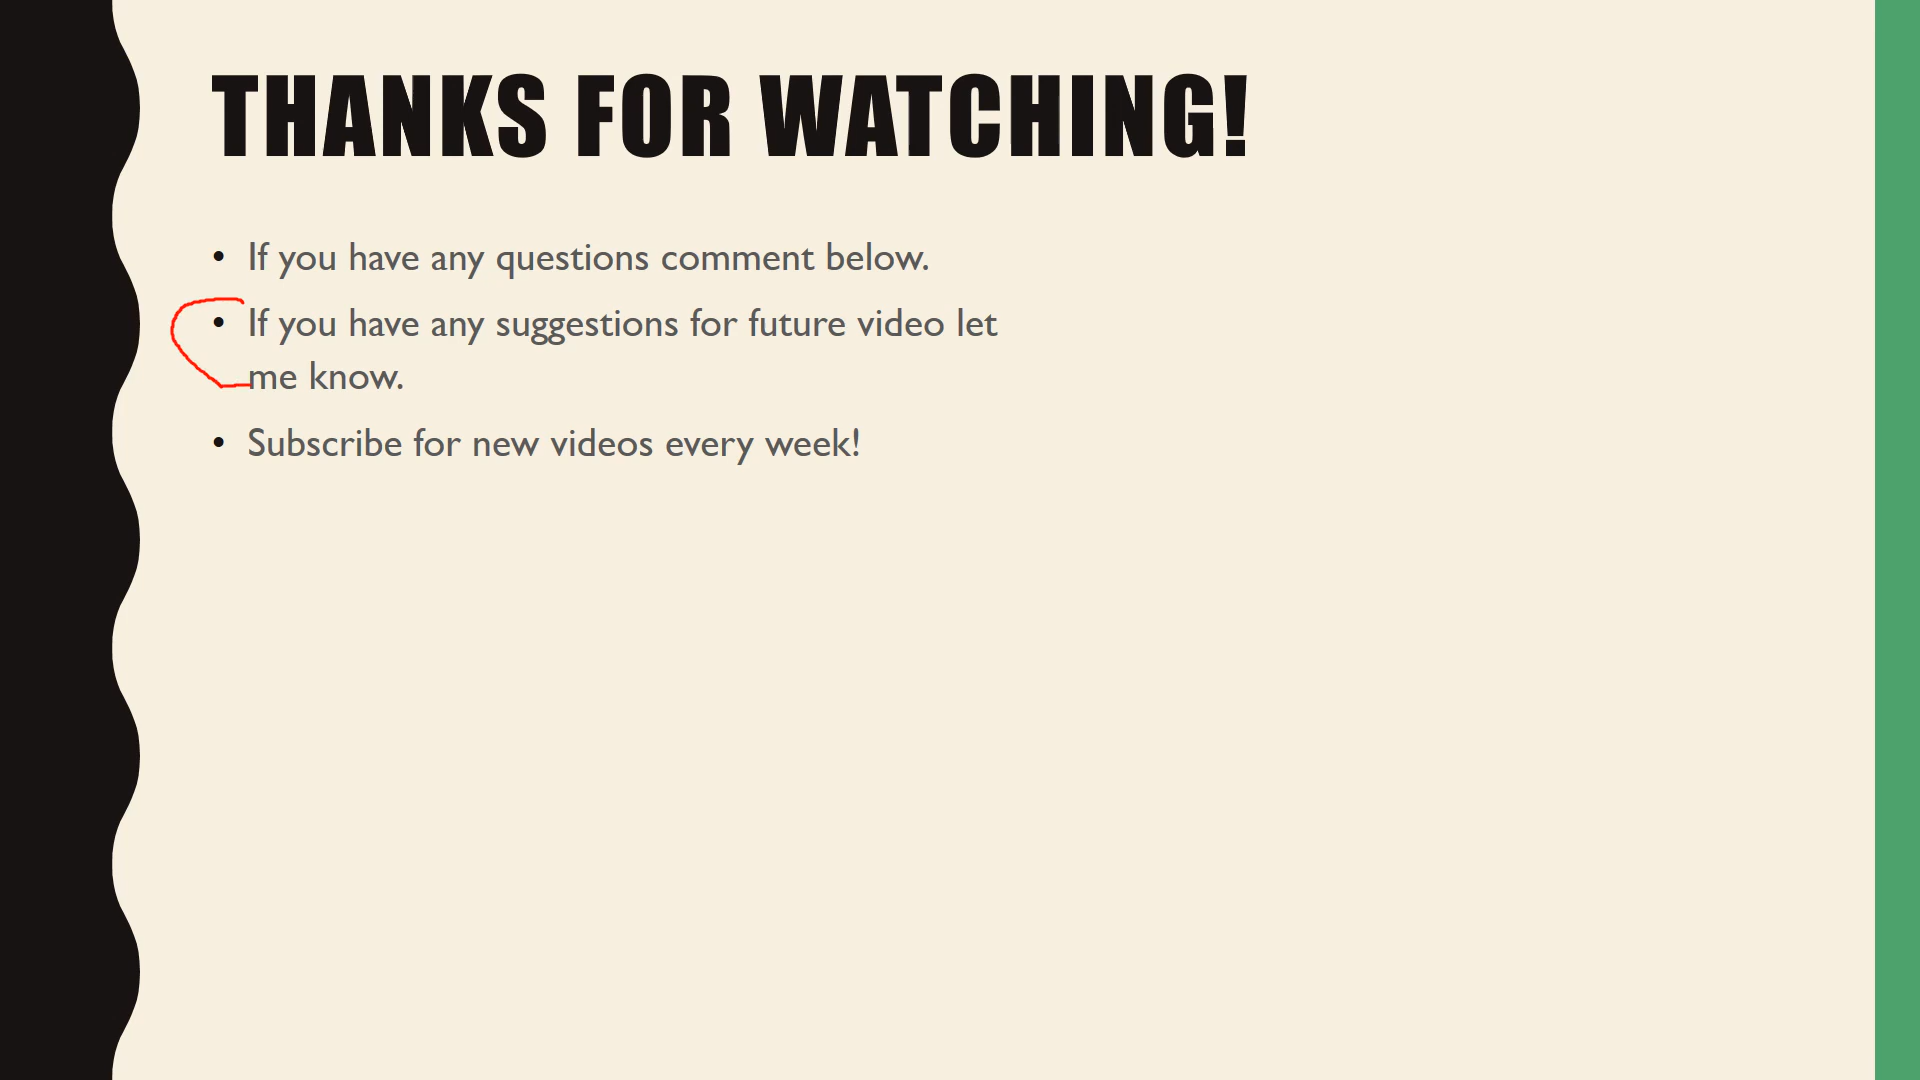 THANKS FOR WATCHING!
• If you have any questions comment below.
• If you have any suggestions for future video let
me know.
• Subscribe for new videos every week!